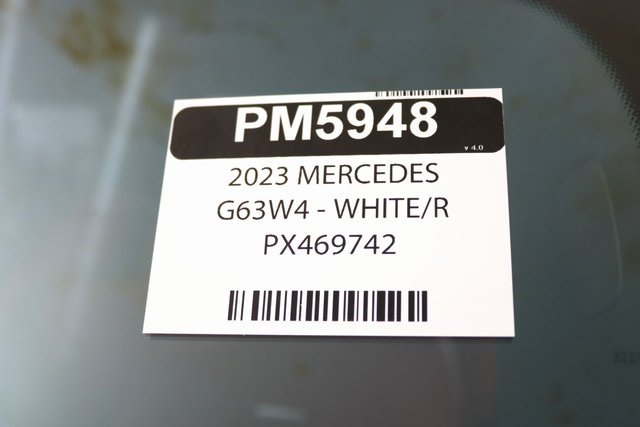 PM5948
v 4.0
2023 MERCEDES
G63W4 - WHITE/R
PX469742